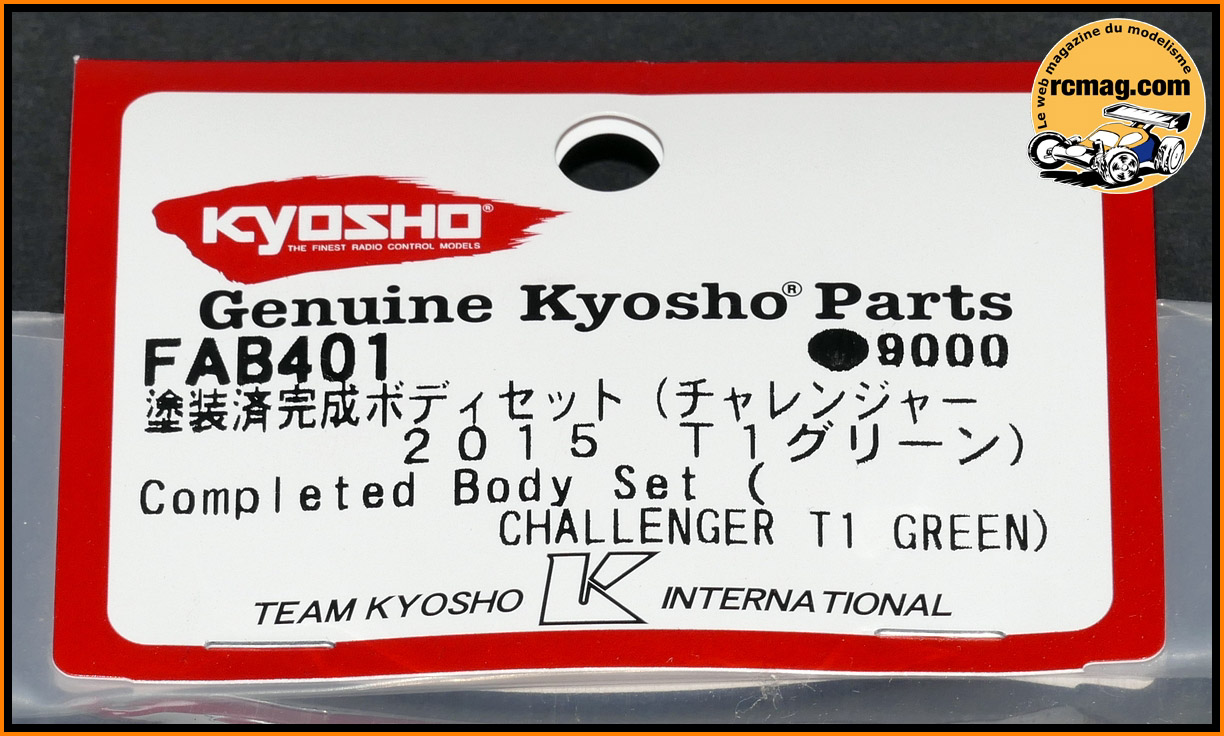 Le web magazine du modelisme
rcmag.com
KYOSHO®
THE FINEST RADIO CONTROL MODELS
Genuine Kyosho® Parts
FAB401 ●9000
塗装済完成ボディセット（チャレンジャー
２０１５　Ｔ１グリーン）
Completed Body Set (
CHALLENGER T1 GREEN)
TEAM KYOSHO K INTERNATIONAL